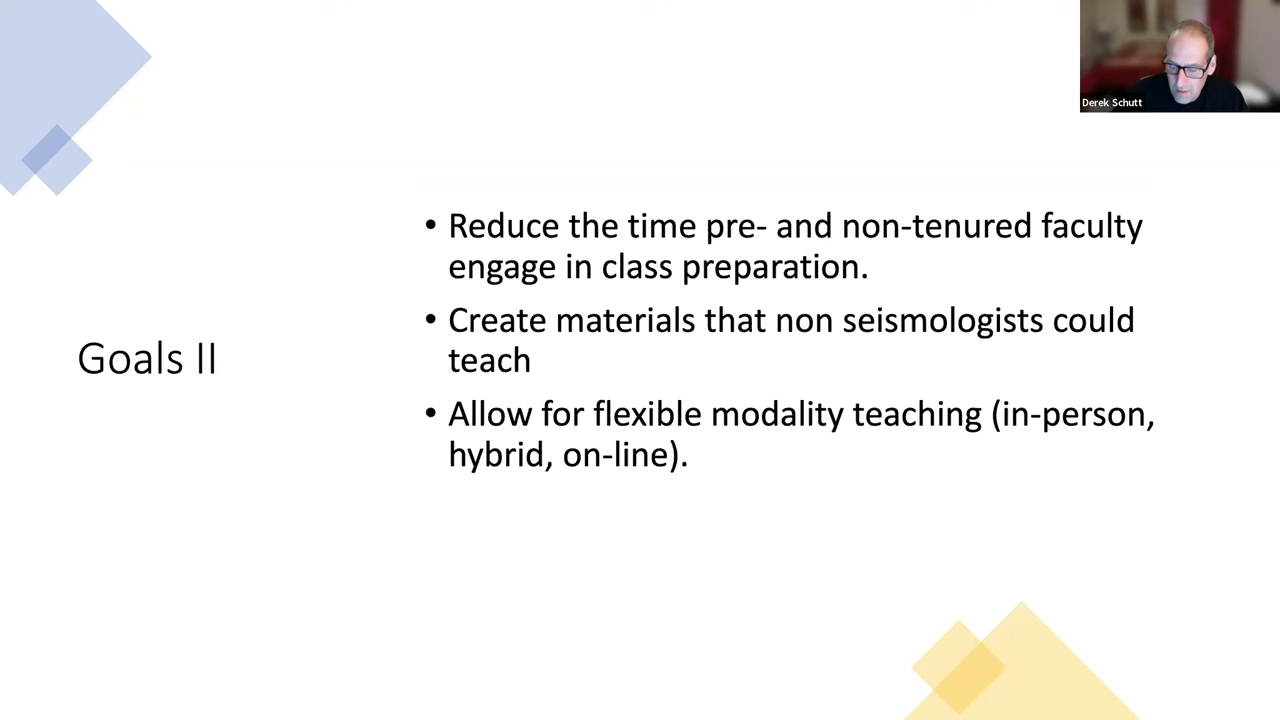 Derek Schutt
Goals II
• Reduce the time pre- and non-tenured faculty
engage in class preparation.
• Create materials that non seismologists could
teach
• Allow for flexible modality teaching (in-person,
hybrid, on-line).